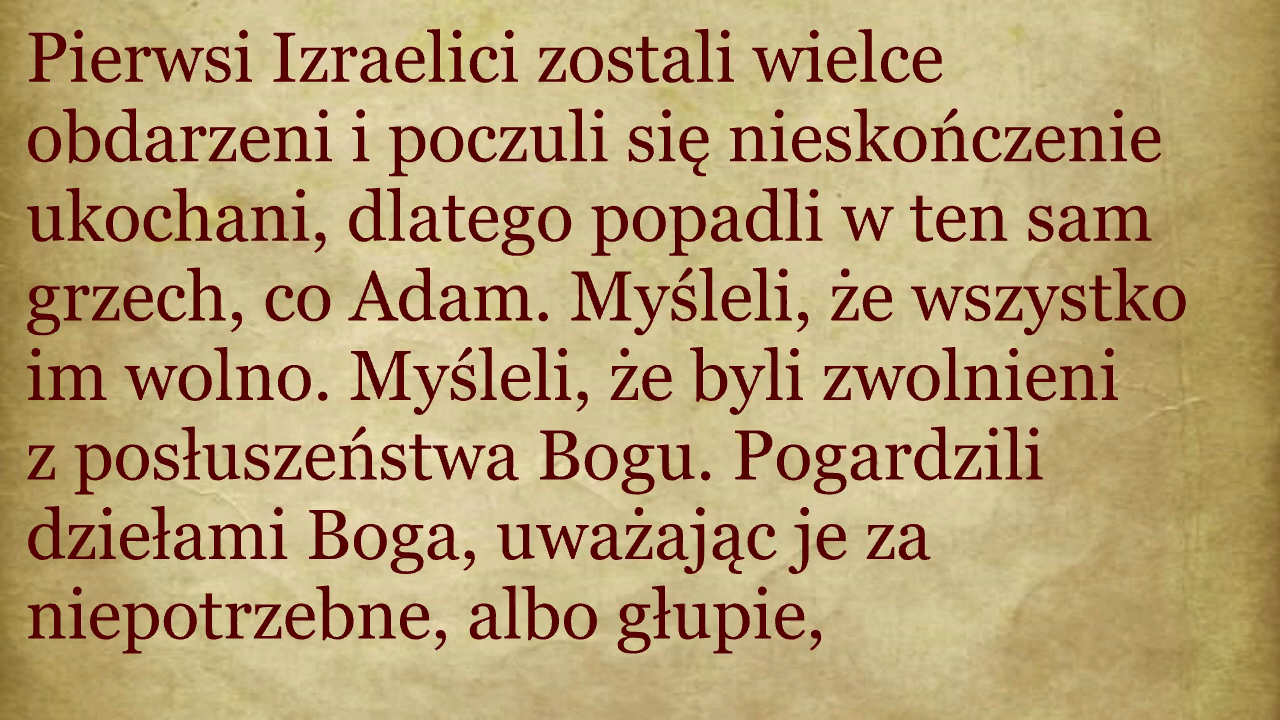 Pierwsi Izraelici zostali wielce
obdarzeni i poczuli się nieskończenie
ukochani, dlatego popadli w ten sam
grzech, co Adam. Myśleli, że wszystko
im wolno. Myśleli, że byli zwolnieni
z posłuszeństwa Bogu. Pogardzili
dziełami Boga, uważając je za
niepotrzebne, albo głupie,